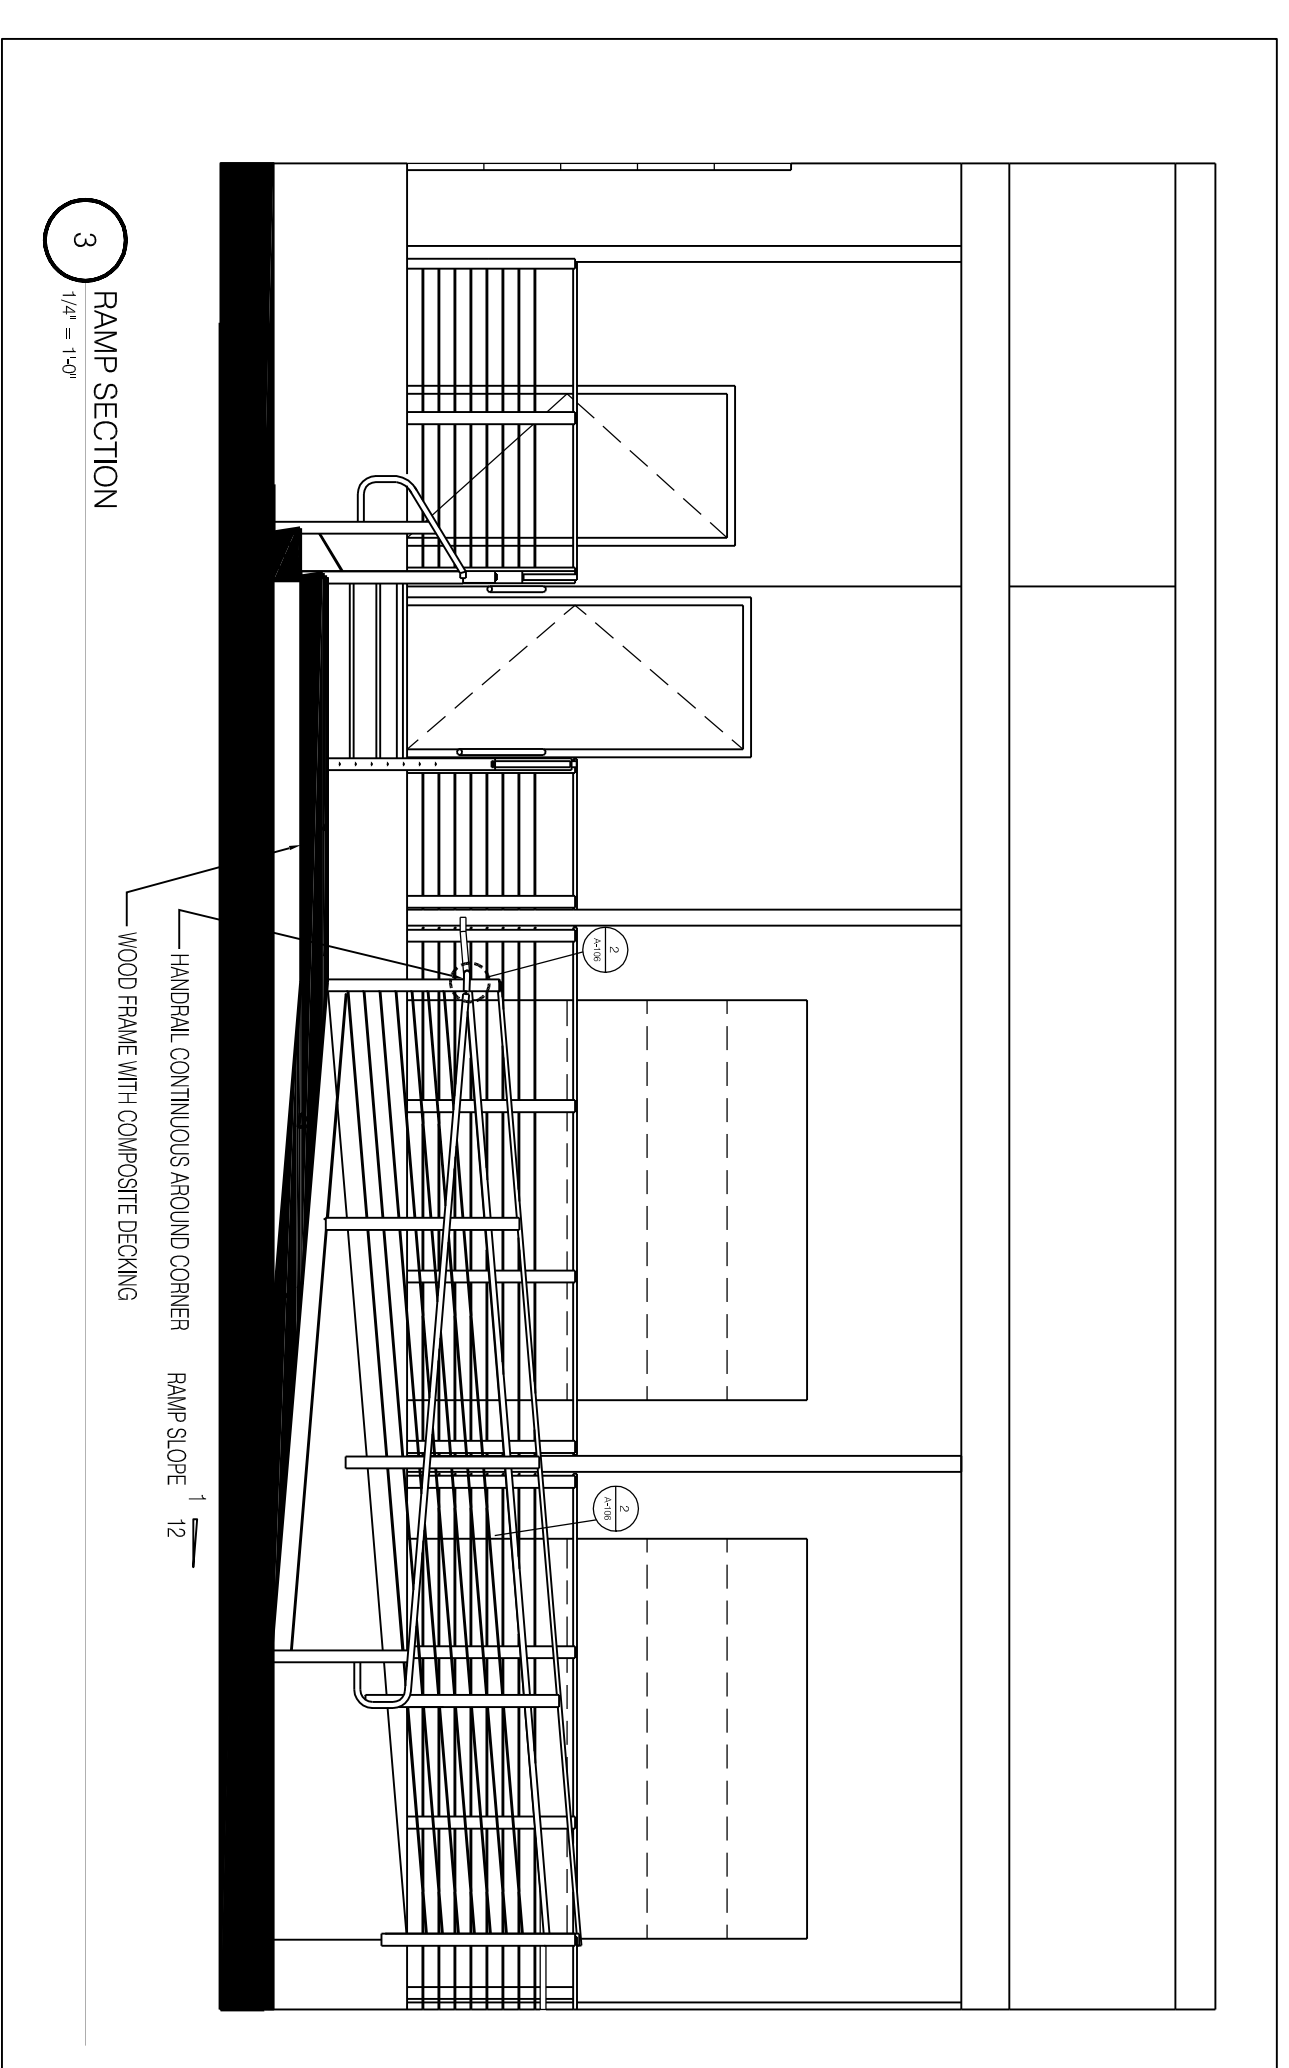 2
A-106
2
A-106
HANDRAIL CONTINUOUS AROUND CORNER
WOOD FRAME WITH COMPOSITE DECKING
RAMP SLOPE
1
12
3
RAMP SECTION
1/4" = 1'-0"